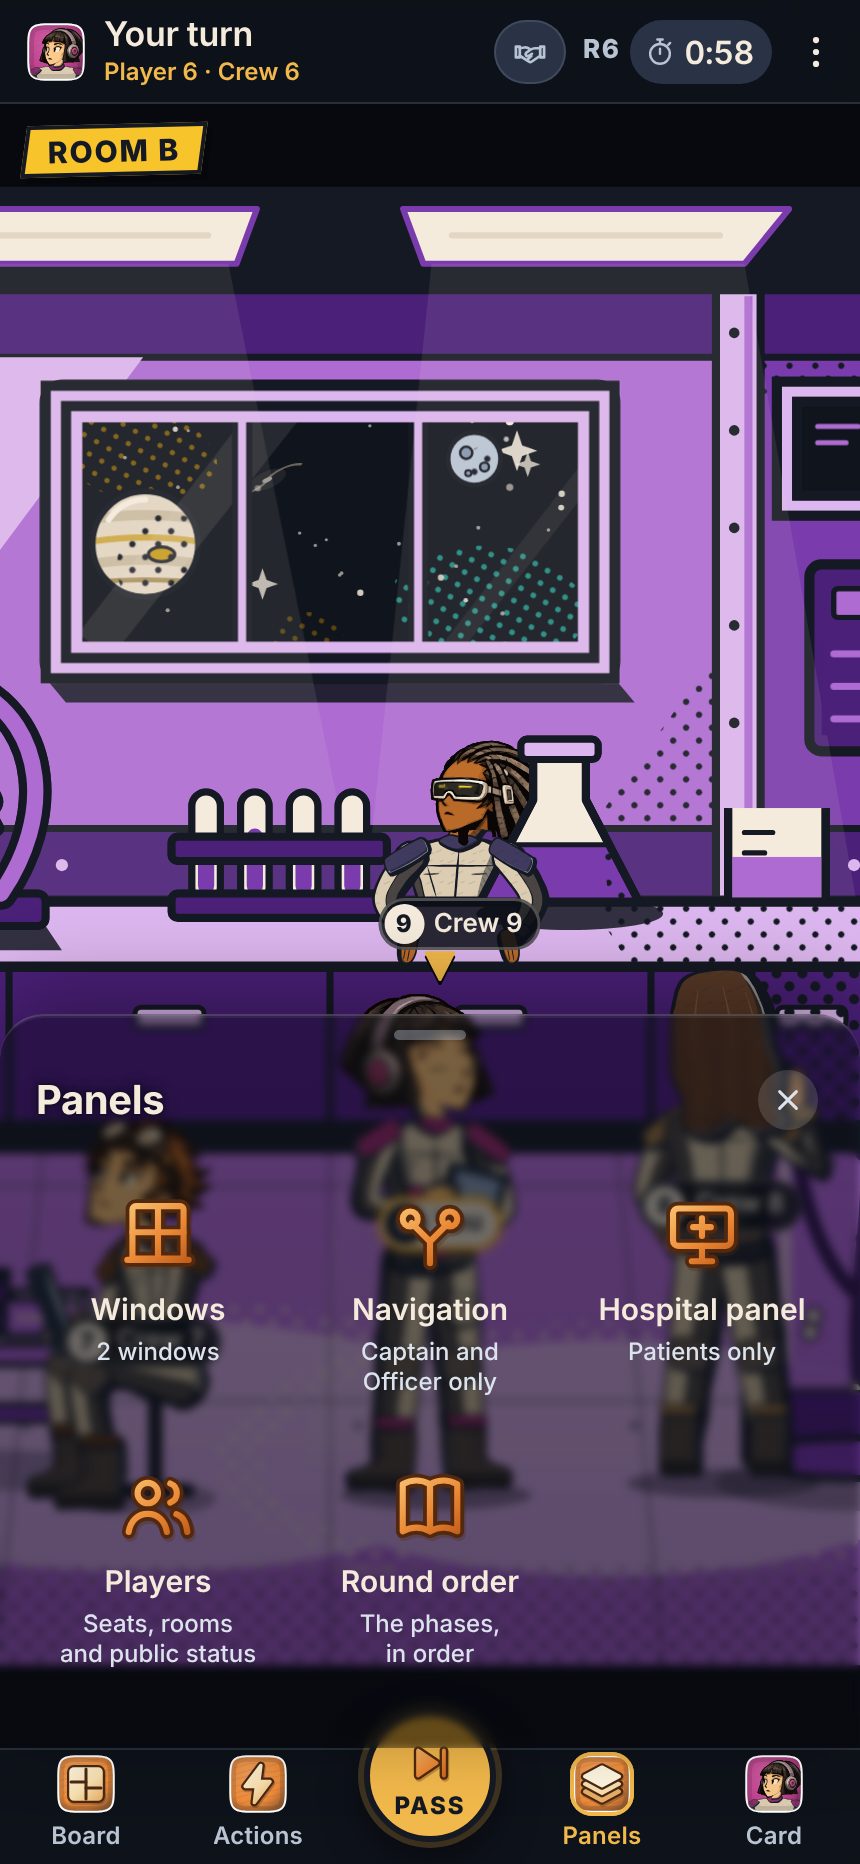 Your turn
Player 6 · Crew 6
R6
0:58
ROOM B
9 Crew 9
Panels
Windows
2 windows
Navigation
Captain and
Officer only
Hospital panel
Patients only
Players
Seats, rooms
and public status
Round order
The phases,
in order
Board
Actions
PASS
Panels
Card